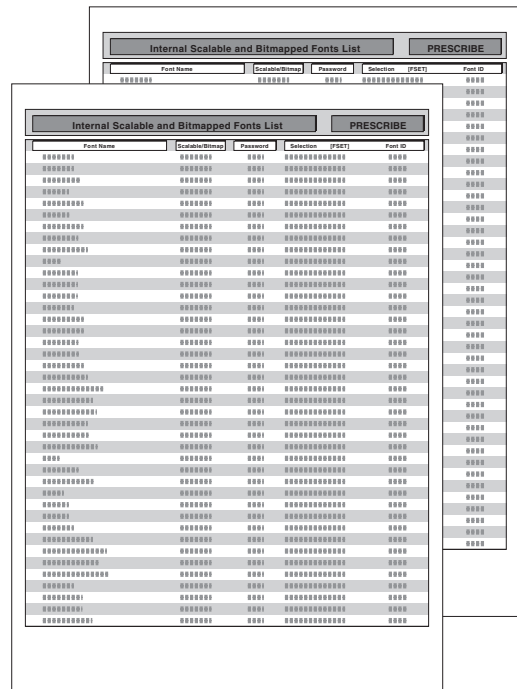 Internal Scalable and Bitmapped Fonts List PRESCRIBE
Font Name Scalable/Bitmap Password Selection [FSET] Font ID
Internal Scalable and Bitmapped Fonts List PRESCRIBE
Font Name Scalable/Bitmap Password Selection [FSET] Font ID